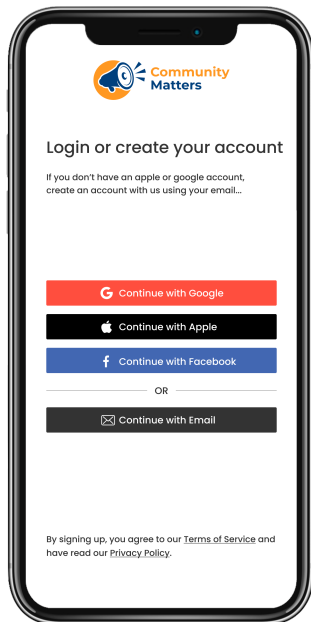 Community
Matters
Login or create your account
If you don't have an apple or google account,
create an account with us using your email...
Continue with Google
Continue with Apple
Continue with Facebook
OR
Continue with Email
By signing up, you agree to our Terms of Service and
have read our Privacy Policy.